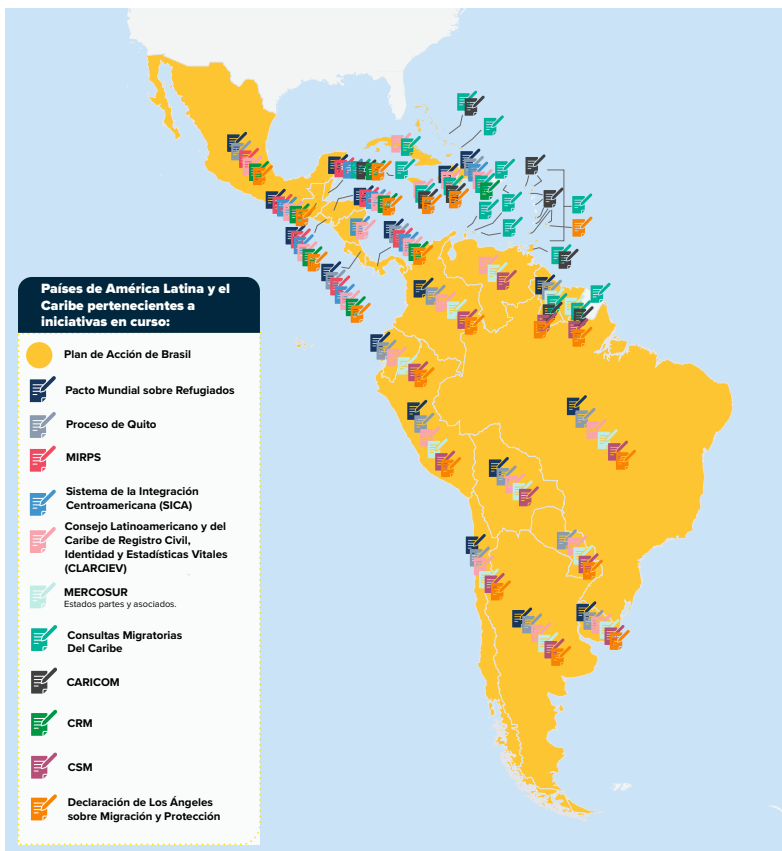 Países de América Latina y el
Caribe pertenecientes a
iniciativas en curso:
Plan de Acción de Brasil
Pacto Mundial sobre Refugiados
Proceso de Quito
MIRPS
Sistema de la Integración
Centroamericana (SICA)
Consejo Latinoamericano y del
Caribe de Registro Civil,
Identidad y Estadísticas Vitales
(CLARCIEV)
MERCOSUR
Estados partes y asociados.
Consultas Migratorias
Del Caribe
CARICOM
CRM
CSM
Declaración de Los Ángeles
sobre Migración y Protección